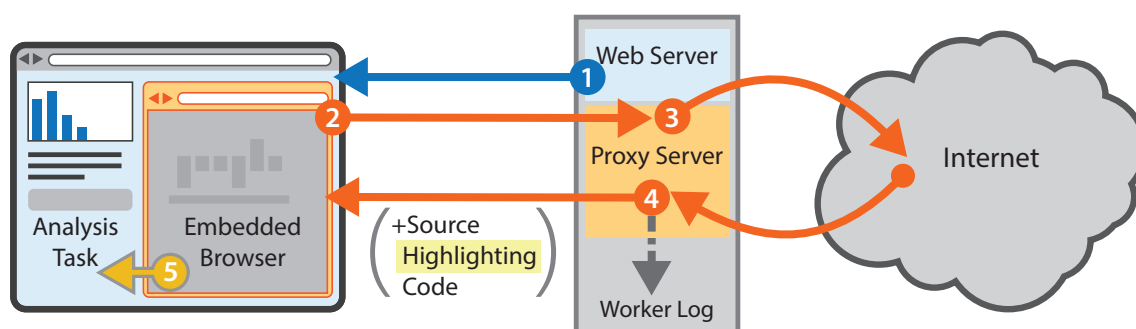 1
Web Server
2
3
Proxy Server
Internet
4
Analysis
Task
Embedded
Browser
5
(+Source
Highlighting
Code)
Worker Log